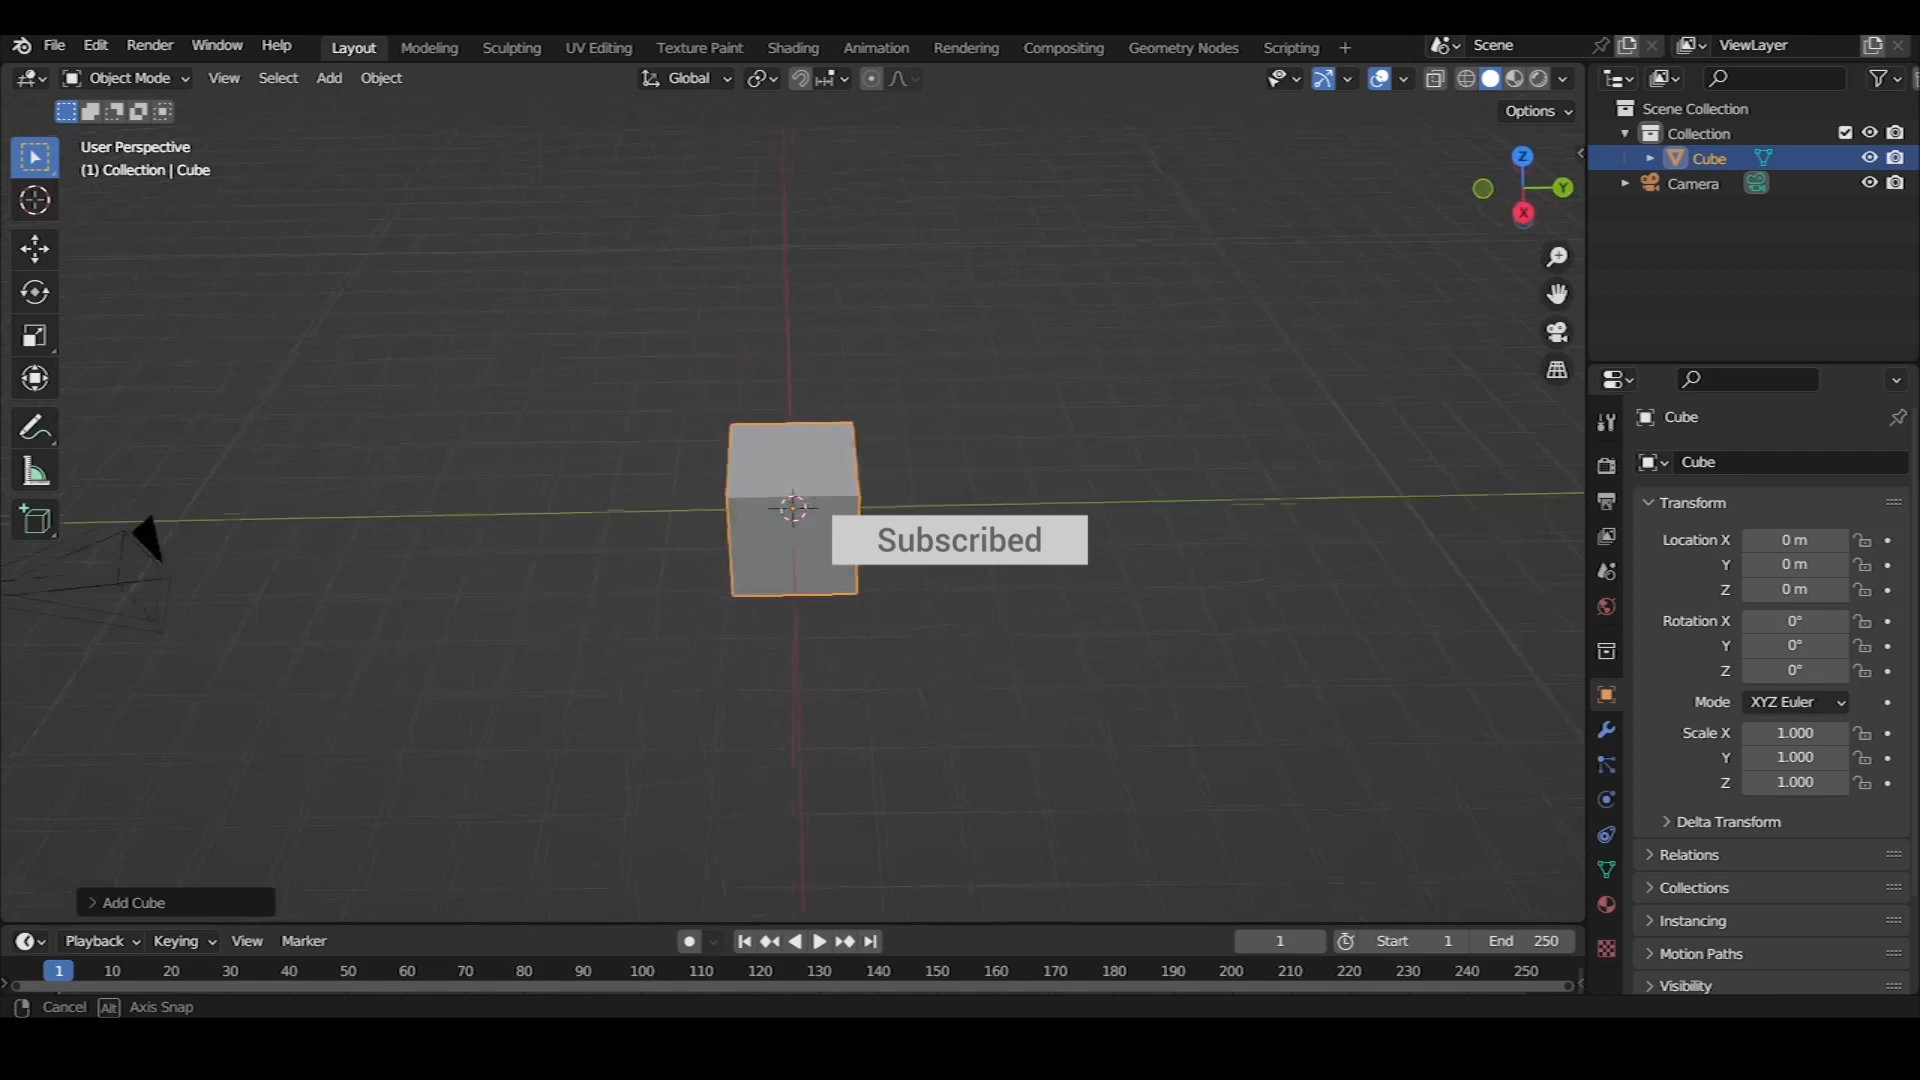 File Edit Render Window Help
Layout Modeling Sculpting UV Editing Texture Paint Shading Animation Rendering Compositing Geometry Nodes Scripting +
Scene
ViewLayer
Object Mode View Select Add Object
Global
Options
User Perspective
(1) Collection | Cube
Z
Y
X
Scene Collection
Collection
Cube
Camera
Cube
Cube
Transform
Location X 0 m
Y 0 m
Z 0 m
Rotation X 0°
Y 0°
Z 0°
Mode XYZ Euler
Scale X 1.000
Y 1.000
Z 1.000
Delta Transform
Relations
Collections
Instancing
Motion Paths
Visibility
Subscribed
Add Cube
Playback Keying View Marker
1 Start 1 End 250
1 10 20 30 40 50 60 70 80 90 100 110 120 130 140 150 160 170 180 190 200 210 220 230 240 250
Cancel Alt Axis Snap